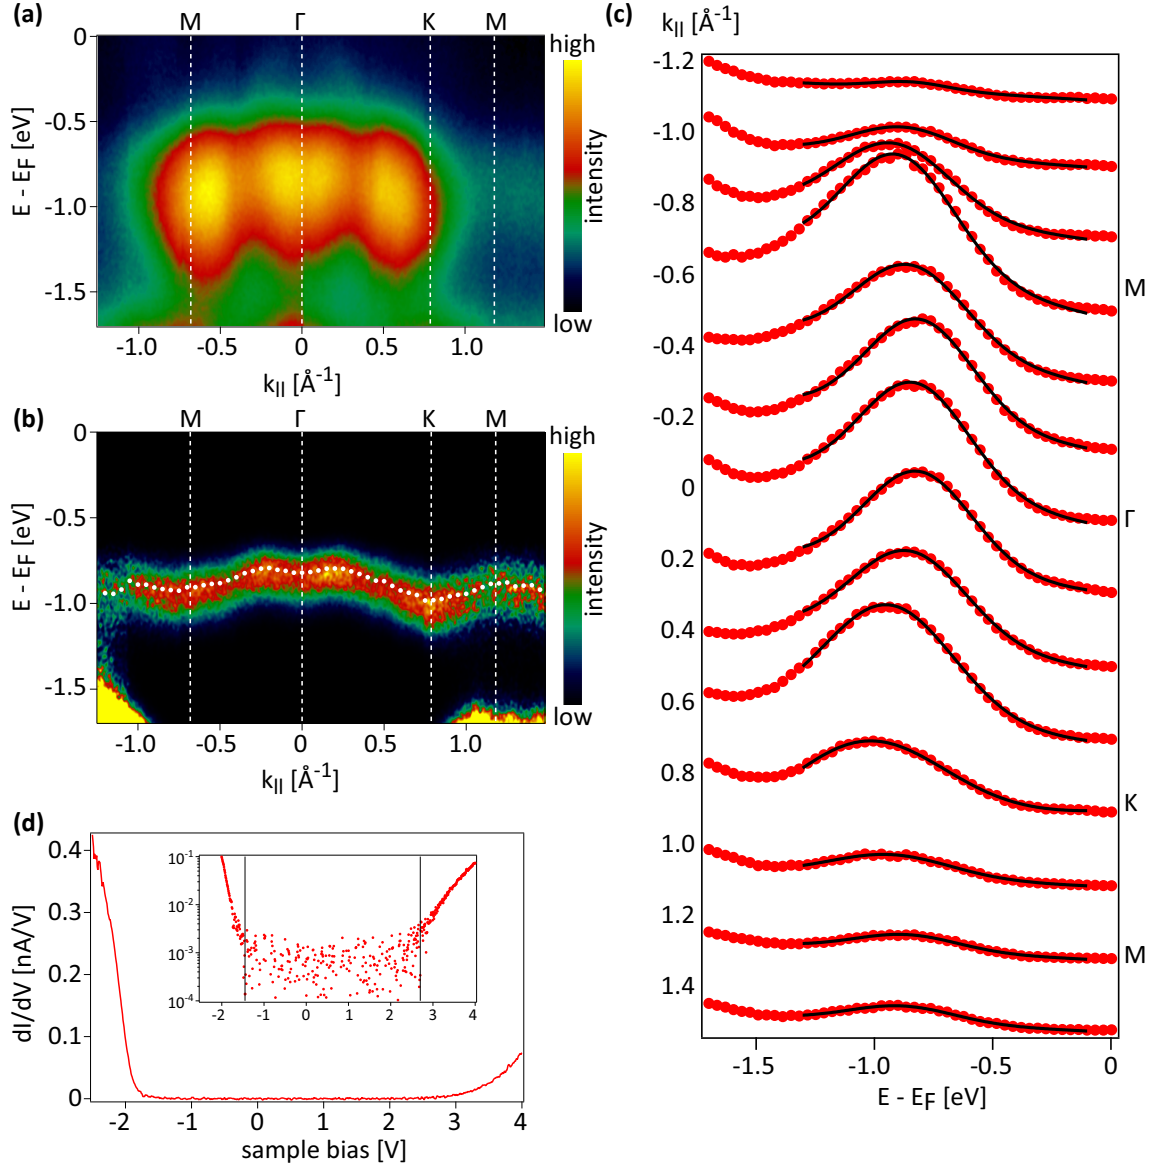 (a)
M Γ K M
high
0
-0.5
-1.0
-1.5
E - EF [eV]
intensity
low
-1.0 -0.5 0 0.5 1.0
k|| [Å-1]
(b)
M Γ K M
high
0
-0.5
-1.0
-1.5
E - EF [eV]
intensity
low
-1.0 -0.5 0 0.5 1.0
k|| [Å-1]
(c)
k|| [Å-1]
-1.2
-1.0
-0.8
-0.6
M
-0.4
-0.2
0
Γ
0.2
0.4
0.6
0.8
K
1.0
1.2
M
1.4
-1.5 -1.0 -0.5 0
E - EF [eV]
(d)
0.4
0.3
0.2
0.1
0
dI/dV [nA/V]
10-1
10-2
10-3
10-4
-2 -1 0 1 2 3 4
-2 -1 0 1 2 3 4
sample bias [V]